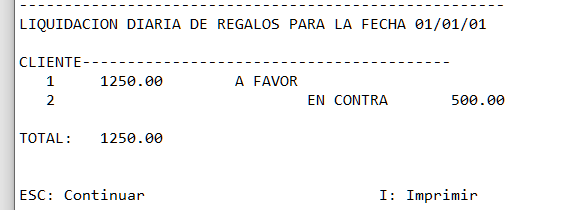 ----------------------------------------------------------
LIQUIDACION DIARIA DE REGALOS PARA LA FECHA 01/01/01
CLIENTE-----------------------------------------
1 1250.00 A FAVOR
2 EN CONTRA 500.00
TOTAL: 1250.00
ESC: Continuar I: Imprimir